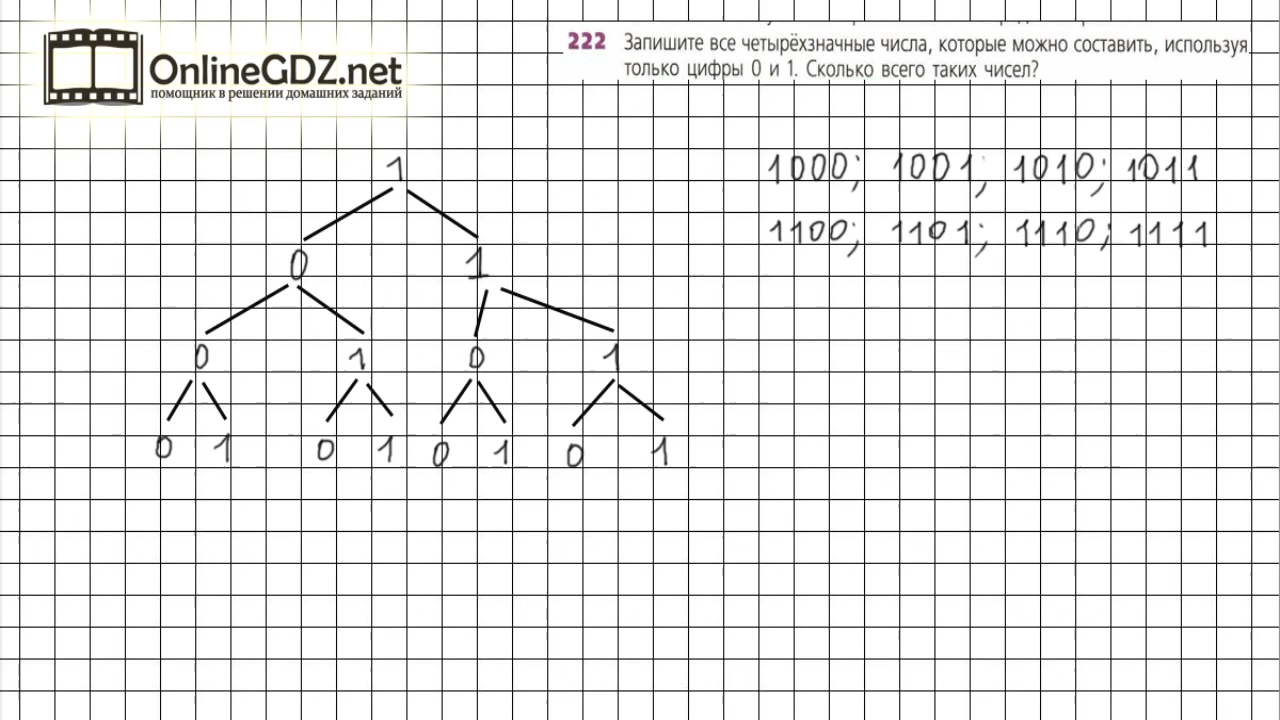 OnlineGDZ.net
помощник в решении домашних заданий
222 Запишите все четырёхзначные числа, которые можно составить, используя
только цифры 0 и 1. Сколько всего таких чисел?
1
0 1
0 1 0 1
0 1 0 1 0 1 0 1
1000; 1001; 1010; 1011
1100; 1101; 1110; 1111